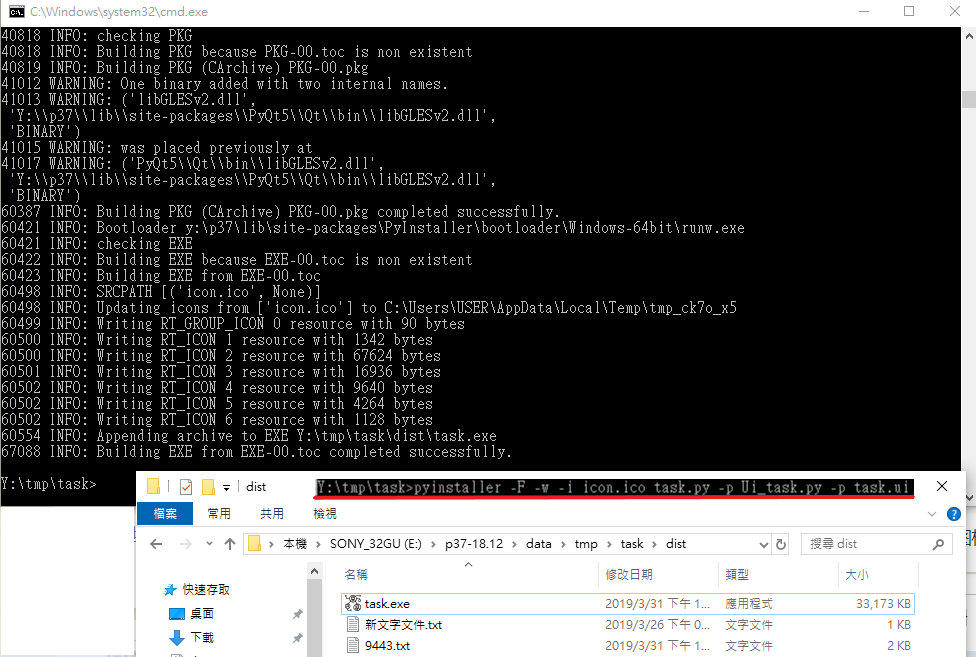 C:\Windows\system32\cmd.exe
40818 INFO: checking PKG
40818 INFO: Building PKG because PKG-00.toc is non existent
40819 INFO: Building PKG (CArchive) PKG-00.pkg
41012 WARNING: One binary added with two internal names.
41013 WARNING: ('libGLESv2.dll',
'Y:\\p37\\lib\\site-packages\\PyQt5\\Qt\\bin\\libGLESv2.dll',
'BINARY')
41015 WARNING: was placed previously at
41017 WARNING: ('PyQt5\\Qt\\bin\\libGLESv2.dll',
'Y:\\p37\\lib\\site-packages\\PyQt5\\Qt\\bin\\libGLESv2.dll',
'BINARY')
60387 INFO: Building PKG (CArchive) PKG-00.pkg completed successfully.
60421 INFO: Bootloader y:\p37\lib\site-packages\PyInstaller\bootloader\Windows-64bit\runw.exe
60421 INFO: checking EXE
60422 INFO: Building EXE because EXE-00.toc is non existent
60423 INFO: Building EXE from EXE-00.toc
60498 INFO: SRCPATH [('icon.ico', None)]
60498 INFO: Updating icons from ['icon.ico'] to C:\Users\USER\AppData\Local\Temp\tmp_ck7o_x5
60499 INFO: Writing RT_GROUP_ICON 0 resource with 90 bytes
60500 INFO: Writing RT_ICON 1 resource with 1342 bytes
60500 INFO: Writing RT_ICON 2 resource with 67624 bytes
60501 INFO: Writing RT_ICON 3 resource with 16936 bytes
60502 INFO: Writing RT_ICON 4 resource with 9640 bytes
60502 INFO: Writing RT_ICON 5 resource with 4264 bytes
60502 INFO: Writing RT_ICON 6 resource with 1128 bytes
60554 INFO: Appending archive to EXE Y:\tmp\task\dist\task.exe
67088 INFO: Building EXE from EXE-00.toc completed successfully.
Y:\tmp\task>
dist
Y:\tmp\task>pyinstaller -F -w -i icon.ico task.py -p Ui_task.py -p task.ui
檔案 常用 共用 檢視
本機 > SONY_32GU (E:) > p37-18.12 > data > tmp > task > dist
搜尋 dist
名稱 修改日期 類型 大小
快速存取
task.exe 2019/3/31 下午 1... 應用程式 33,173 KB
桌面
新文字文件.txt 2019/3/26 下午 0... 文字文件 1 KB
下載
9443.txt 2019/3/31 下午 1... 文字文件 2 KB